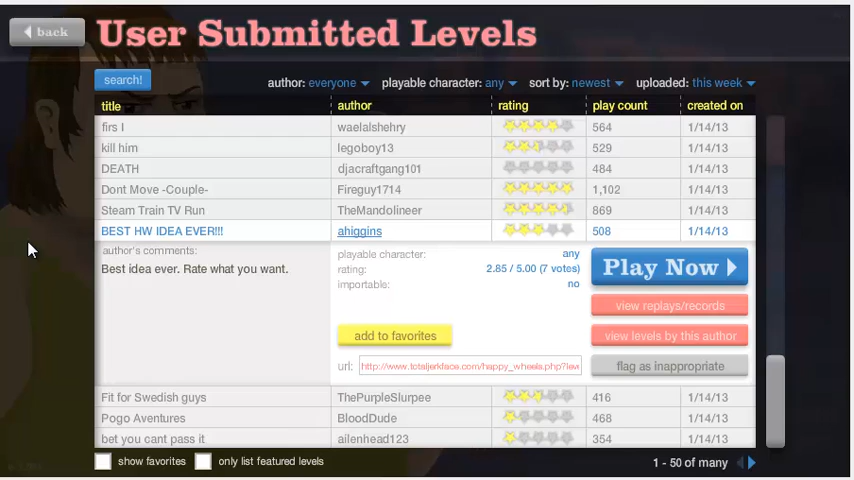 back
User Submitted Levels
search!
author: everyone playable character: any sort by: newest uploaded: this week
title author rating play count created on
firs I waelalshehry 564 1/14/13
kill him legoboy13 529 1/14/13
DEATH djacraftgang101 484 1/14/13
Dont Move -Couple- Fireguy1714 1,102 1/14/13
Steam Train TV Run TheMandolineer 869 1/14/13
BEST HW IDEA EVER!!! ahiggins 508 1/14/13
author's comments:
Best idea ever. Rate what you want.
playable character: any
rating: 2.85 / 5.00 (7 votes)
importable: no
add to favorites
url: http://www.totaljerkface.com/happy_wheels.php?lev
Play Now
view replays/records
view levels by this author
flag as inappropriate
Fit for Swedish guys ThePurpleSlurpee 416 1/14/13
Pogo Aventures BloodDude 468 1/14/13
bet you cant pass it ailenhead123 354 1/14/13
show favorites only list featured levels 1 - 50 of many